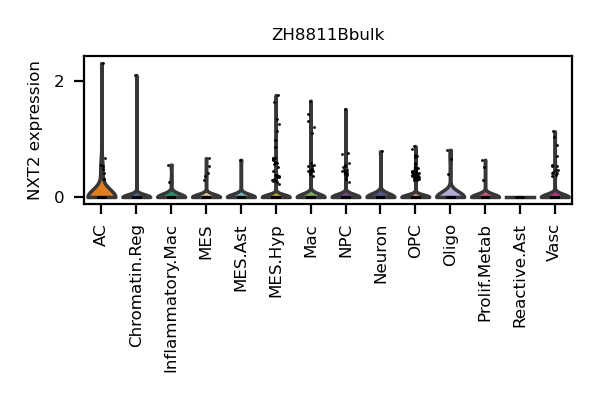 ZH8811Bbulk
NXT2 expression
2
0
AC
Chromatin.Reg
Inflammatory.Mac
MES
MES.Ast
MES.Hyp
Mac
NPC
Neuron
OPC
Oligo
Prolif.Metab
Reactive.Ast
Vasc